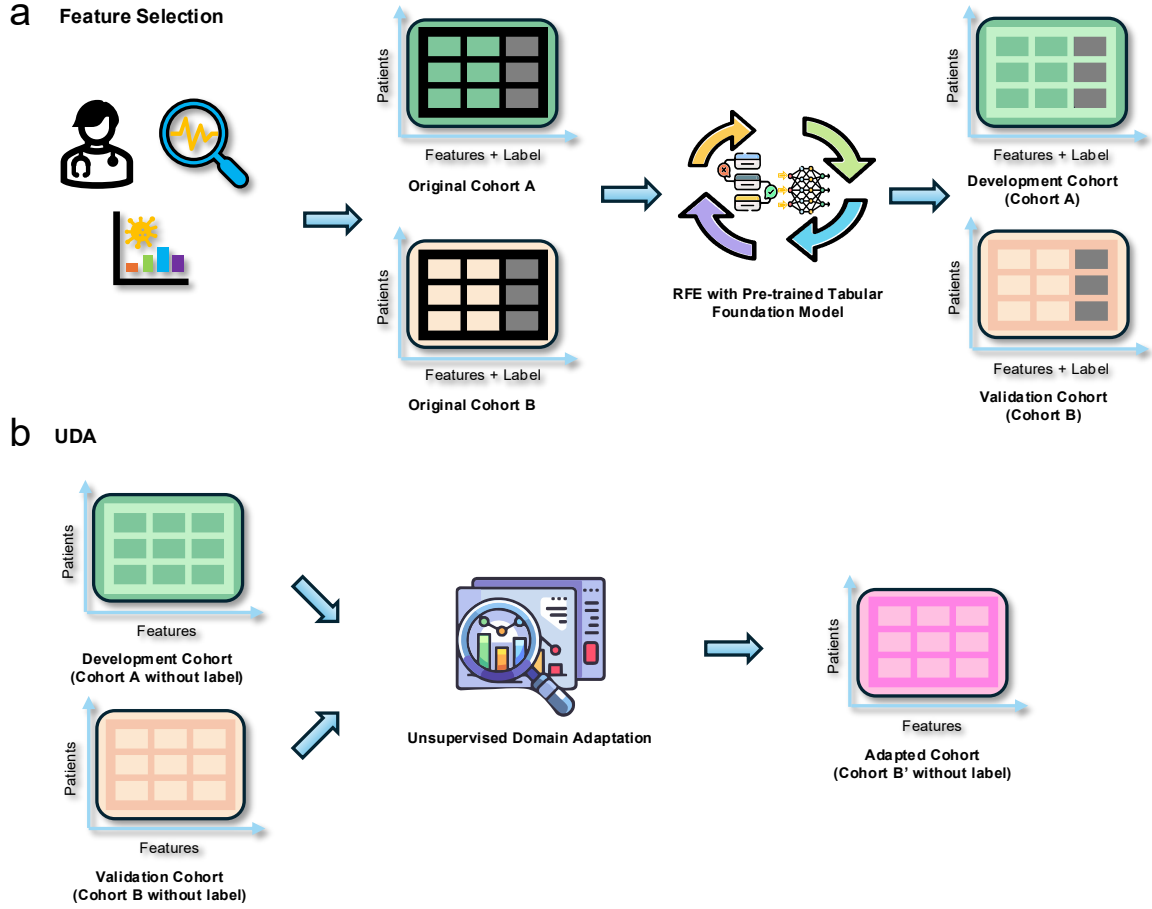 a Feature Selection
Patients
Features + Label
Original Cohort A
Patients
Features + Label
Original Cohort B
RFE with Pre-trained Tabular
Foundation Model
Patients
Features + Label
Development Cohort
(Cohort A)
Patients
Features + Label
Validation Cohort
(Cohort B)
b UDA
Patients
Features
Development Cohort
(Cohort A without label)
Patients
Features
Validation Cohort
(Cohort B without label)
Unsupervised Domain Adaptation
Patients
Features
Adapted Cohort
(Cohort B’ without label)